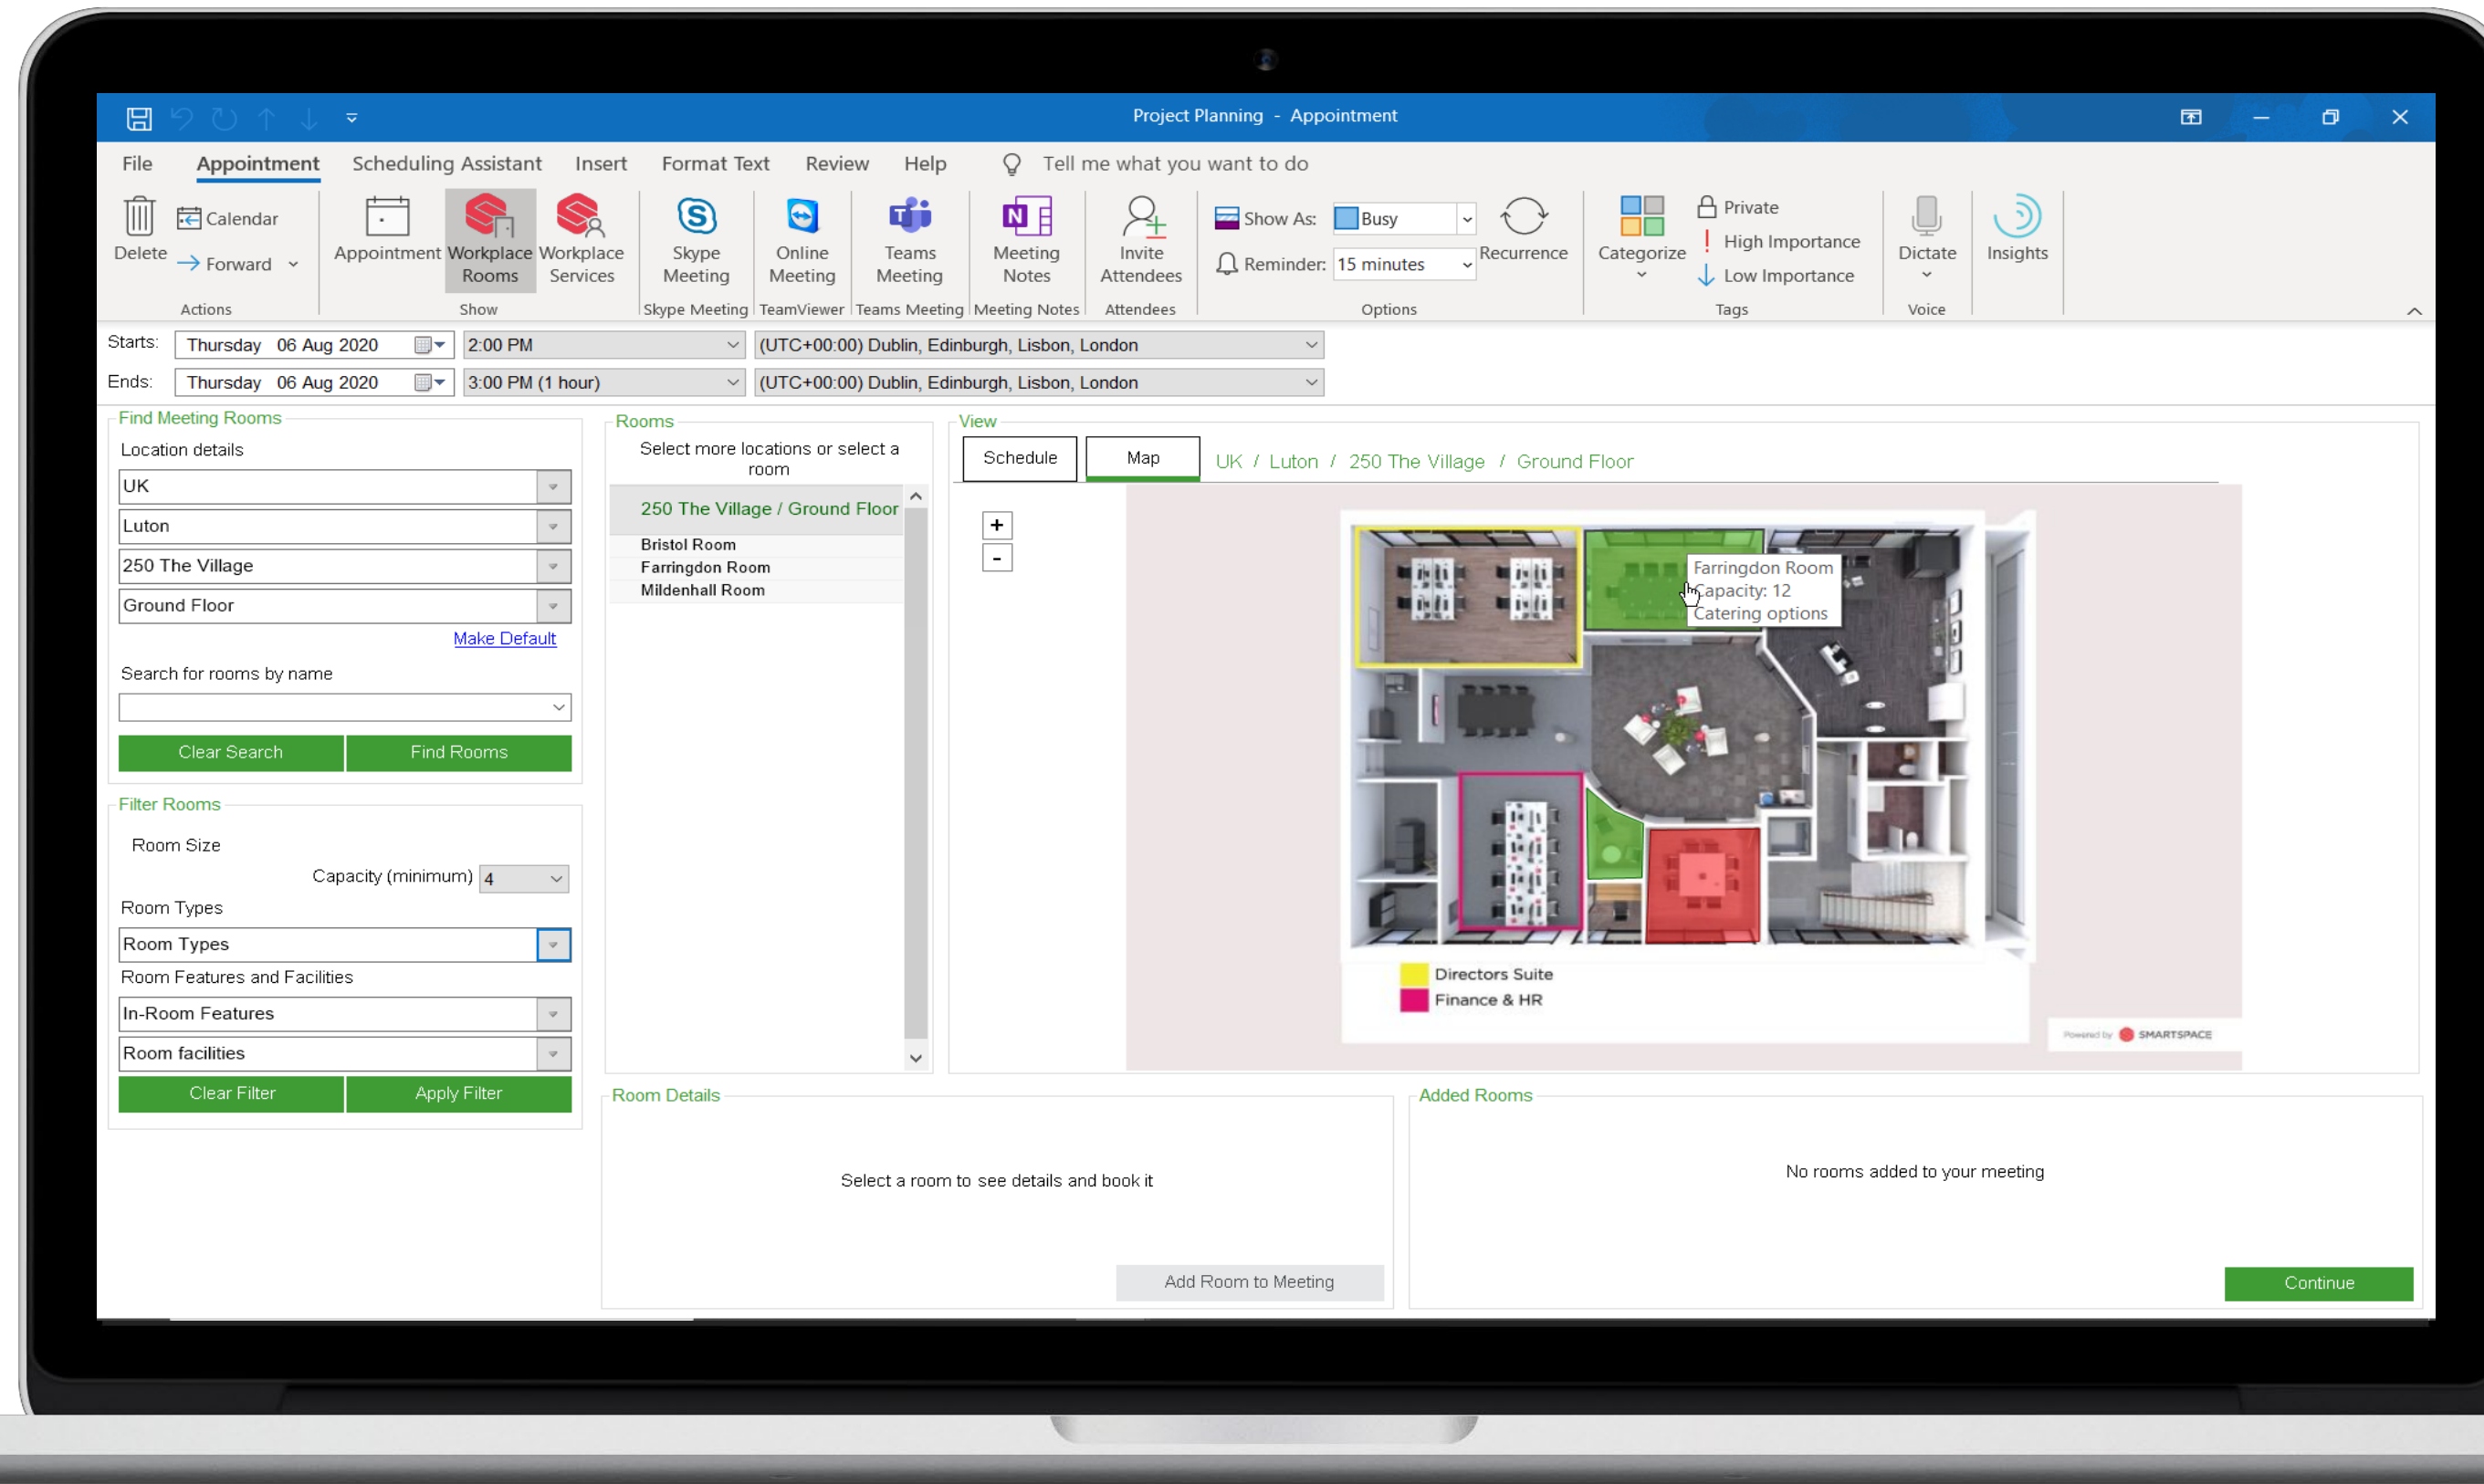 Project Planning - Appointment
File Appointment Scheduling Assistant Insert Format Text Review Help Tell me what you want to do
Delete
Calendar
Forward
Actions
Appointment
Workplace Rooms
Workplace Services
Show
Skype Meeting
Skype Meeting
Online Meeting
TeamViewer
Teams Meeting
Teams Meeting
Meeting Notes
Meeting Notes
Invite Attendees
Attendees
Show As: Busy
Reminder: 15 minutes
Recurrence
Options
Categorize
Private
High Importance
Low Importance
Tags
Dictate
Voice
Insights
Starts: Thursday 06 Aug 2020 2:00 PM (UTC+00:00) Dublin, Edinburgh, Lisbon, London
Ends: Thursday 06 Aug 2020 3:00 PM (1 hour) (UTC+00:00) Dublin, Edinburgh, Lisbon, London
Find Meeting Rooms
Location details
UK
Luton
250 The Village
Ground Floor
Make Default
Search for rooms by name
Clear Search Find Rooms
Filter Rooms
Room Size
Capacity (minimum) 4
Room Types
Room Types
Room Features and Facilities
In-Room Features
Room facilities
Clear Filter Apply Filter
Rooms
Select more locations or select a
room
250 The Village / Ground Floor
Bristol Room
Farringdon Room
Mildenhall Room
View
Schedule Map UK / Luton / 250 The Village / Ground Floor
+
-
Farringdon Room
Capacity: 12
Catering options
Directors Suite
Finance & HR
Powered by SMARTSPACE
Room Details
Select a room to see details and book it
Add Room to Meeting
Added Rooms
No rooms added to your meeting
Continue